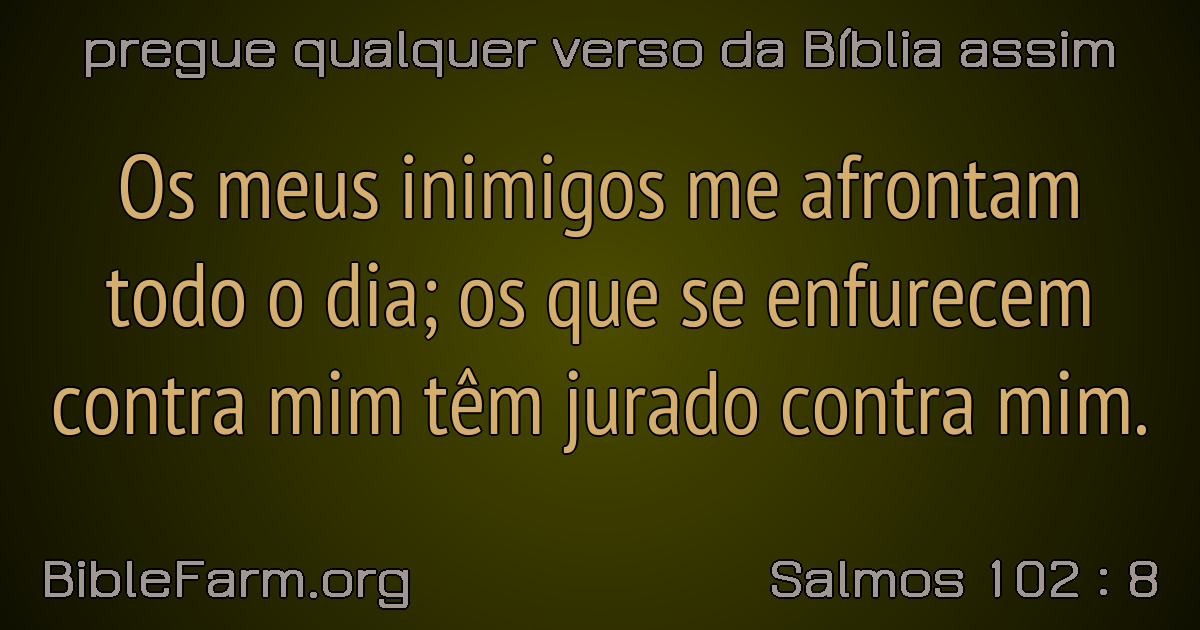 pregue qualquer verso da Bíblia assim
Os meus inimigos me afrontam
todo o dia; os que se enfurecem
contra mim têm jurado contra mim.
BibleFarm.org
Salmos 102 : 8